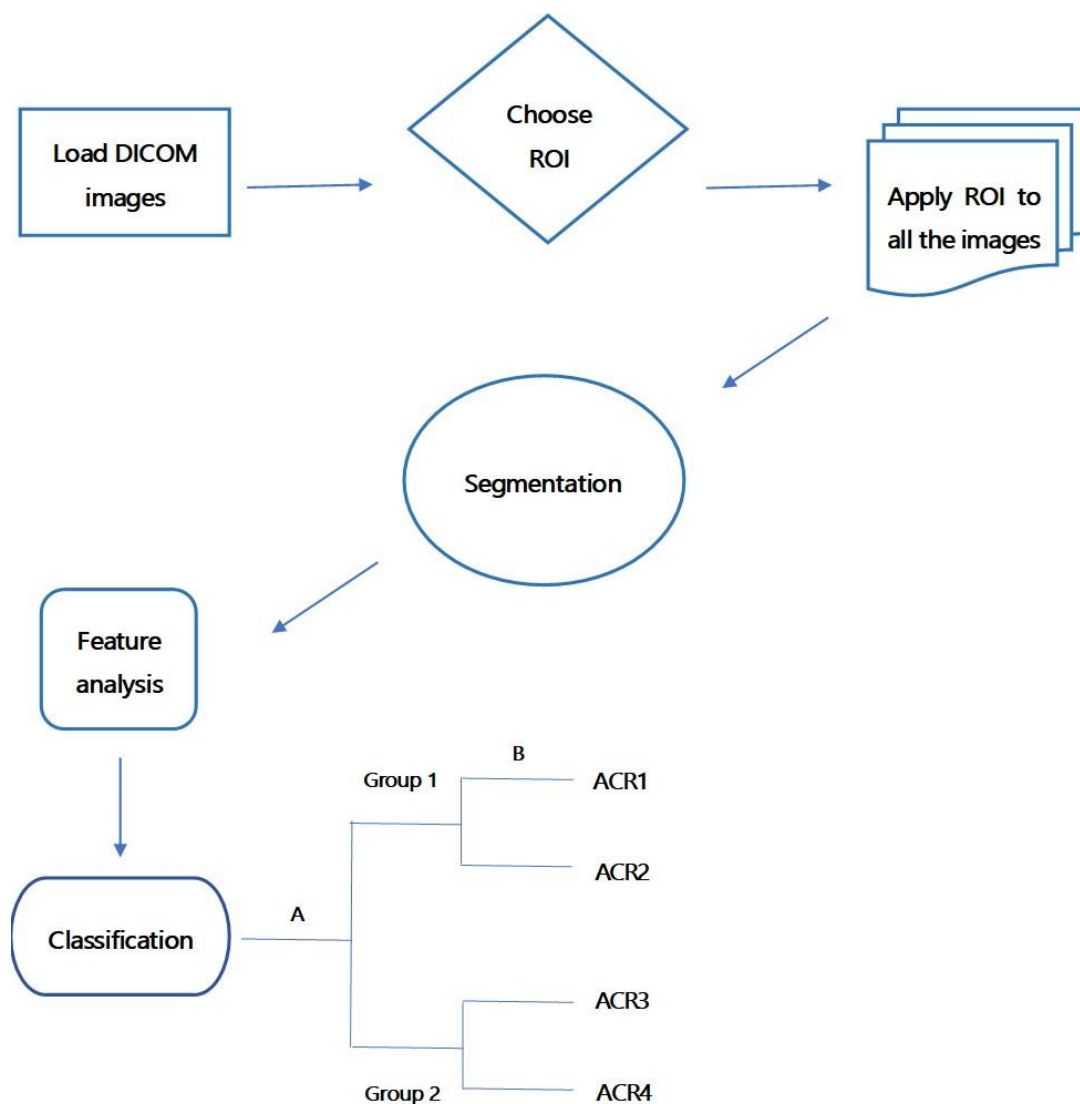 Load DICOM
images
Choose
ROI
Apply ROI to
all the images
Segmentation
Feature
analysis
Classification
A
Group 1
B
ACR1
ACR2
ACR3
Group 2
ACR4